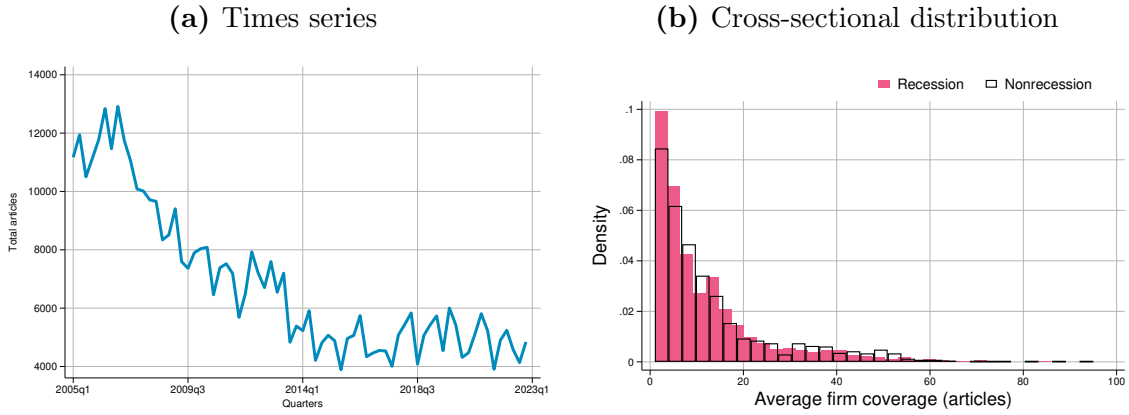 (a) Times series
14000
12000
10000
8000
6000
4000
Total articles
2005q1 2009q3 2014q1 2018q3 2023q1
Quarters
(b) Cross-sectional distribution
Recession Nonrecession
.1
.08
.06
.04
.02
0
Density
0 20 40 60 80 100
Average firm coverage (articles)